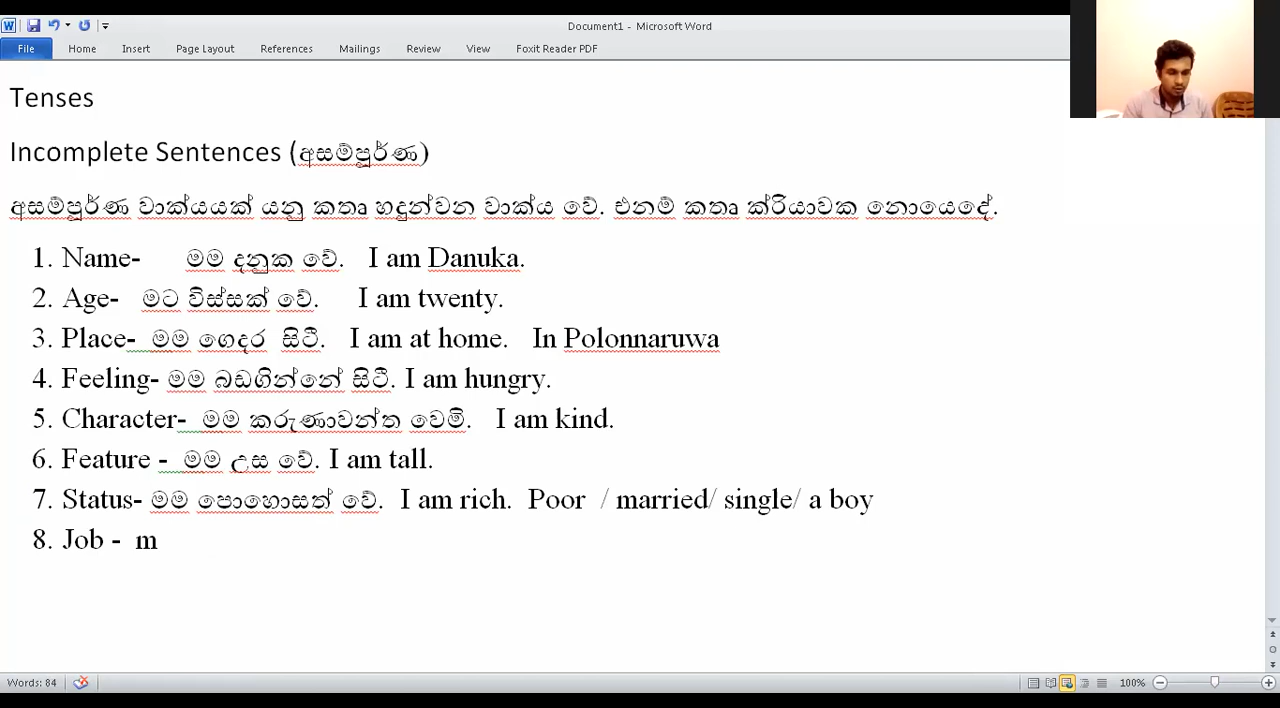 Document1 - Microsoft Word
File Home Insert Page Layout References Mailings Review View Foxit Reader PDF
Tenses
Incomplete Sentences (අසම්පූර්ණ)
අසම්පූර්ණ වාක්යයක් යනු කතෘ හදුන්වන වාක්ය වේ. එනම් කතෘ ක්රියාවක නොයෙදේ.
1. Name- මම දනුක වේ. I am Danuka.
2. Age- මට විස්සක් වේ. I am twenty.
3. Place- මම ගෙදර සිටී. I am at home. In Polonnaruwa
4. Feeling- මම බඩගින්නේ සිටී. I am hungry.
5. Character- මම කරුණාවන්ත වෙමි. I am kind.
6. Feature - මම උස වේ. I am tall.
7. Status- මම පොහොසත් වේ. I am rich. Poor / married/ single/ a boy
8. Job - m
Words: 84 100%